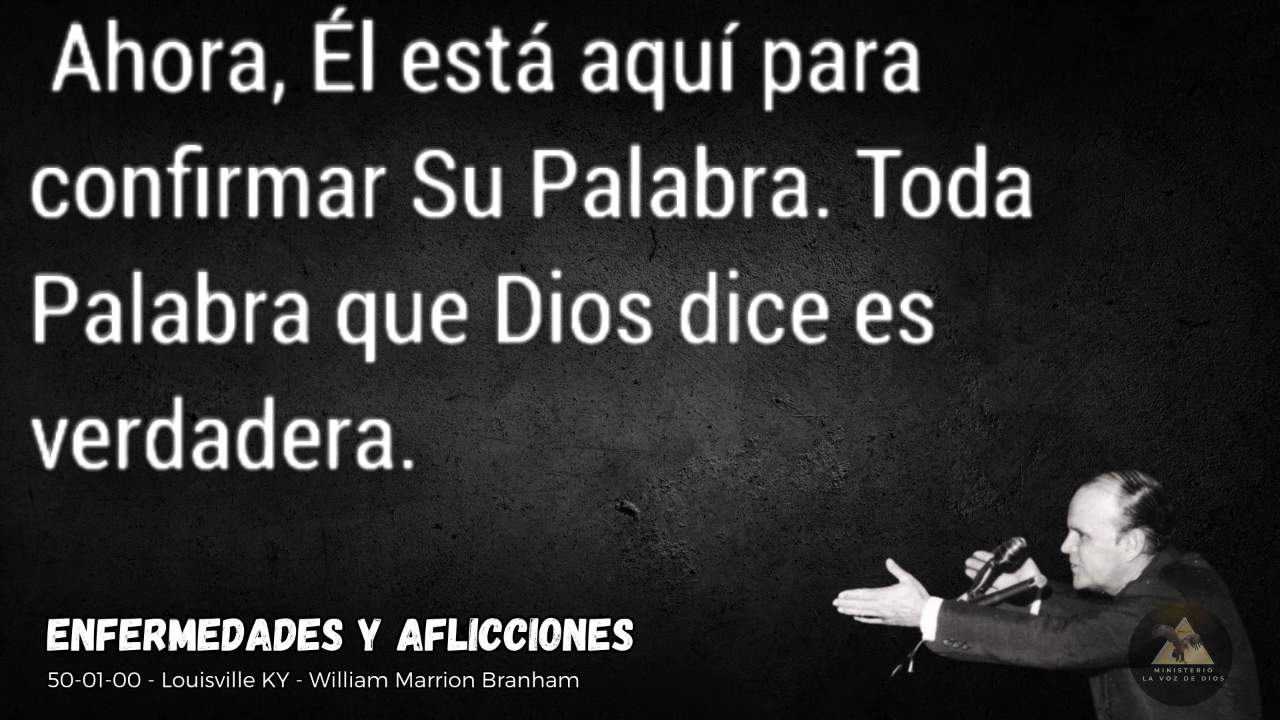 Ahora, Él está aquí para
confirmar Su Palabra. Toda
Palabra que Dios dice es
verdadera.
ENFERMEDADES Y AFLICCIONES
50-01-00 - Louisville KY - William Marrion Branham
MINISTERIO
LA VOZ DE DIOS